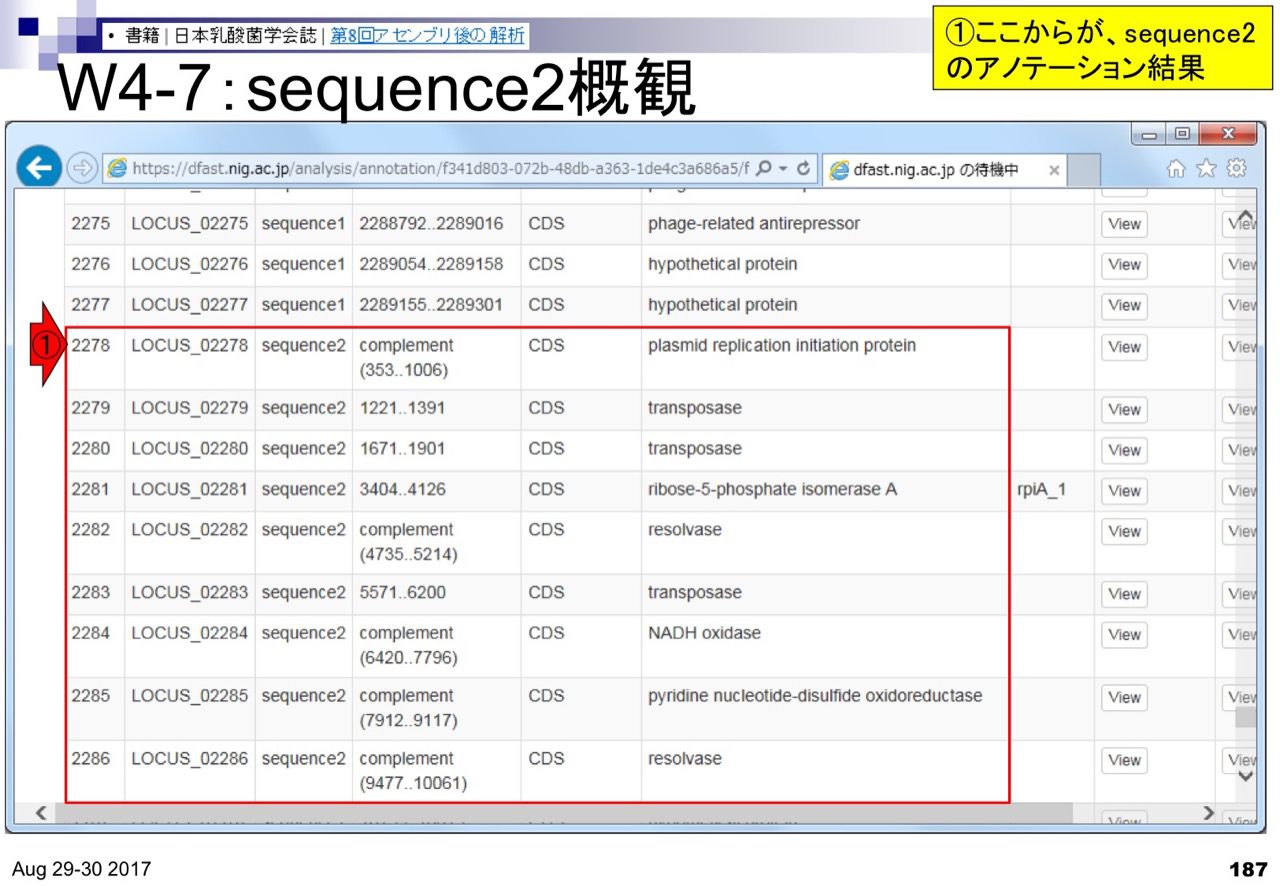 • 書籍 | 日本乳酸菌学会誌 | 第8回アセンブリ後の解析
W4-7：sequence2概観
①ここからが、sequence2
のアノテーション結果
https://dfast.nig.ac.jp/analysis/annotation/f341d803-072b-48db-a363-1de4c3a686a5/f
dfast.nig.ac.jp の待機中
2275 LOCUS_02275 sequence1 2288792..2289016 CDS phage-related antirepressor View View
2276 LOCUS_02276 sequence1 2289054..2289158 CDS hypothetical protein View View
2277 LOCUS_02277 sequence1 2289155..2289301 CDS hypothetical protein View View
① 2278 LOCUS_02278 sequence2 complement CDS plasmid replication initiation protein View View
(353..1006)
2279 LOCUS_02279 sequence2 1221..1391 CDS transposase View View
2280 LOCUS_02280 sequence2 1671..1901 CDS transposase View View
2281 LOCUS_02281 sequence2 3404..4126 CDS ribose-5-phosphate isomerase A rpiA_1 View View
2282 LOCUS_02282 sequence2 complement CDS resolvase View View
(4735..5214)
2283 LOCUS_02283 sequence2 5571..6200 CDS transposase View View
2284 LOCUS_02284 sequence2 complement CDS NADH oxidase View View
(6420..7796)
2285 LOCUS_02285 sequence2 complement CDS pyridine nucleotide-disulfide oxidoreductase View View
(7912..9117)
2286 LOCUS_02286 sequence2 complement CDS resolvase View View
(9477..10061)
Aug 29-30 2017
187